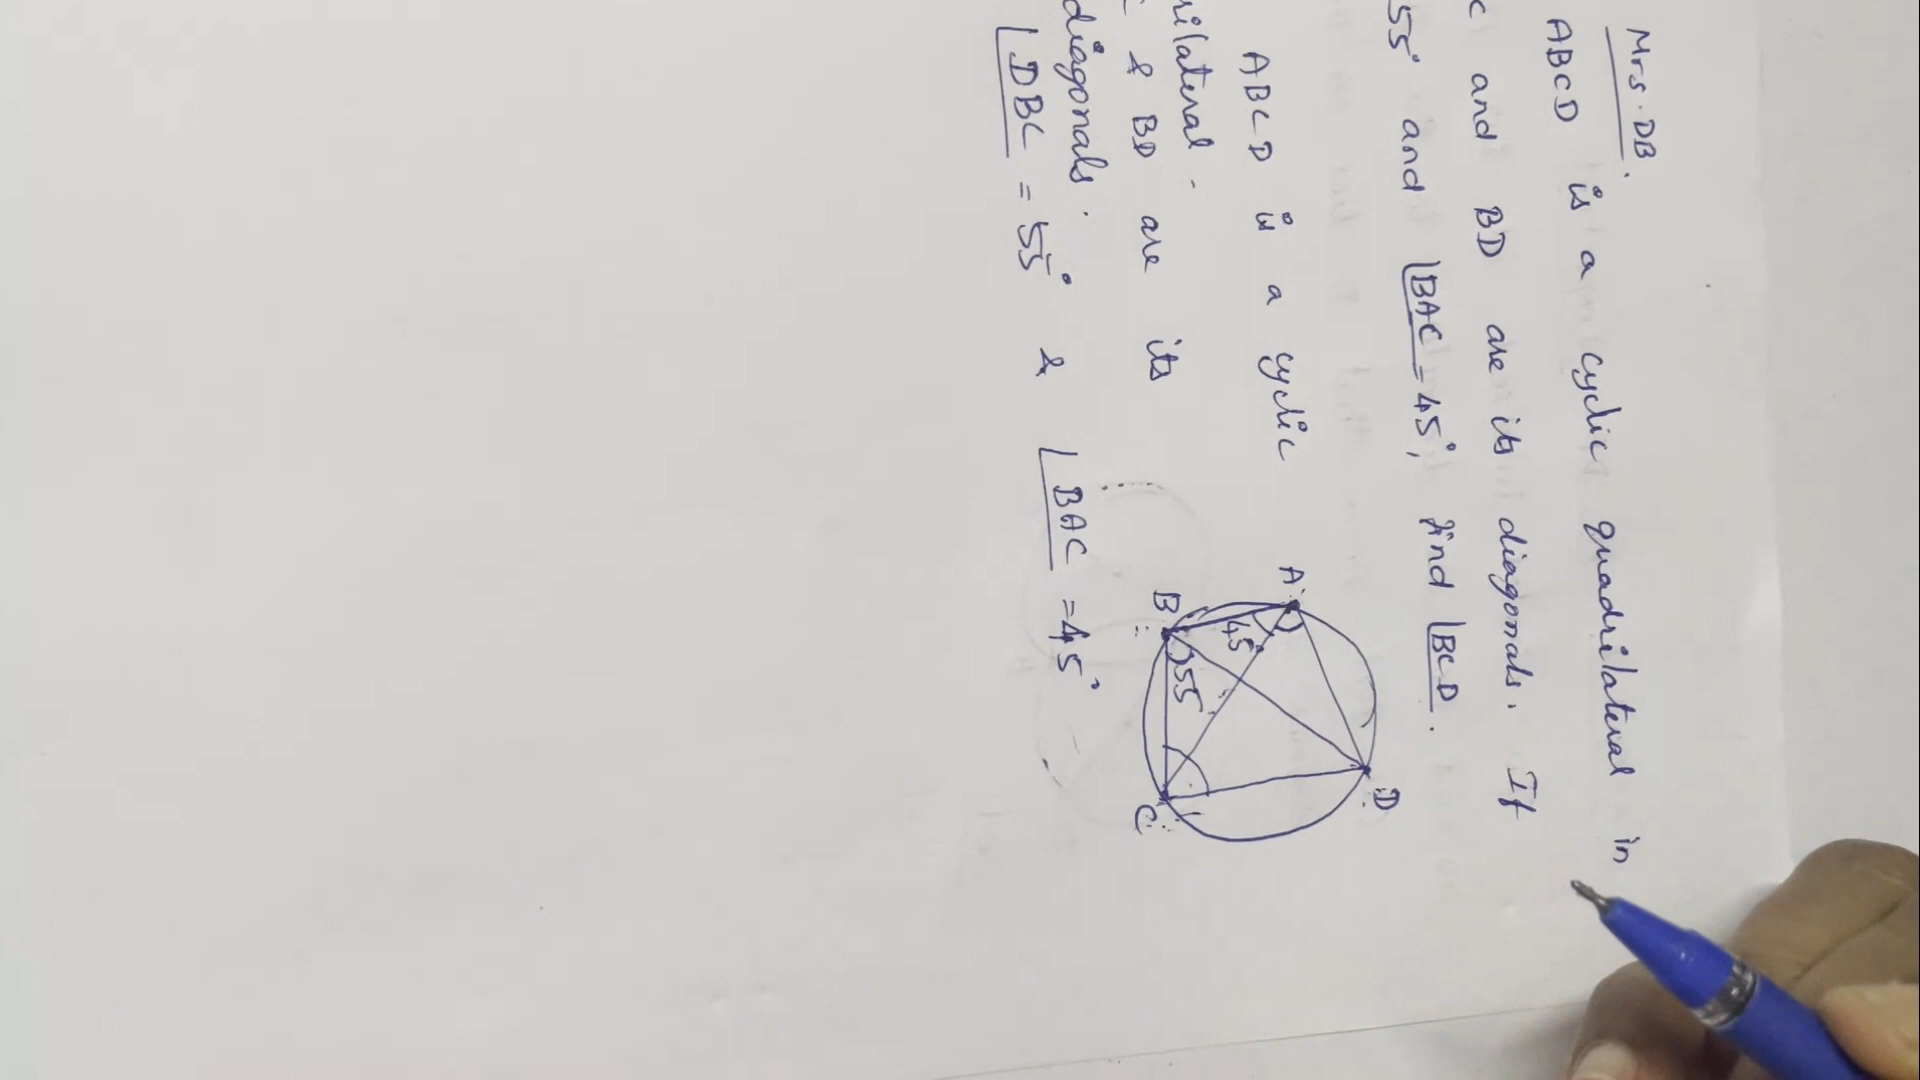 Mrs. DB.
ABCD is a cyclic quadrilateral in
C and BD are its diagonals. If
55° and ∠BAC = 45°, find ∠BCD.
ABCD is a cyclic
rilateral.
& BD are its
diagonals.
∠DBC = 55° & ∠BAC = 45°
A
B
45°
55°
D
C